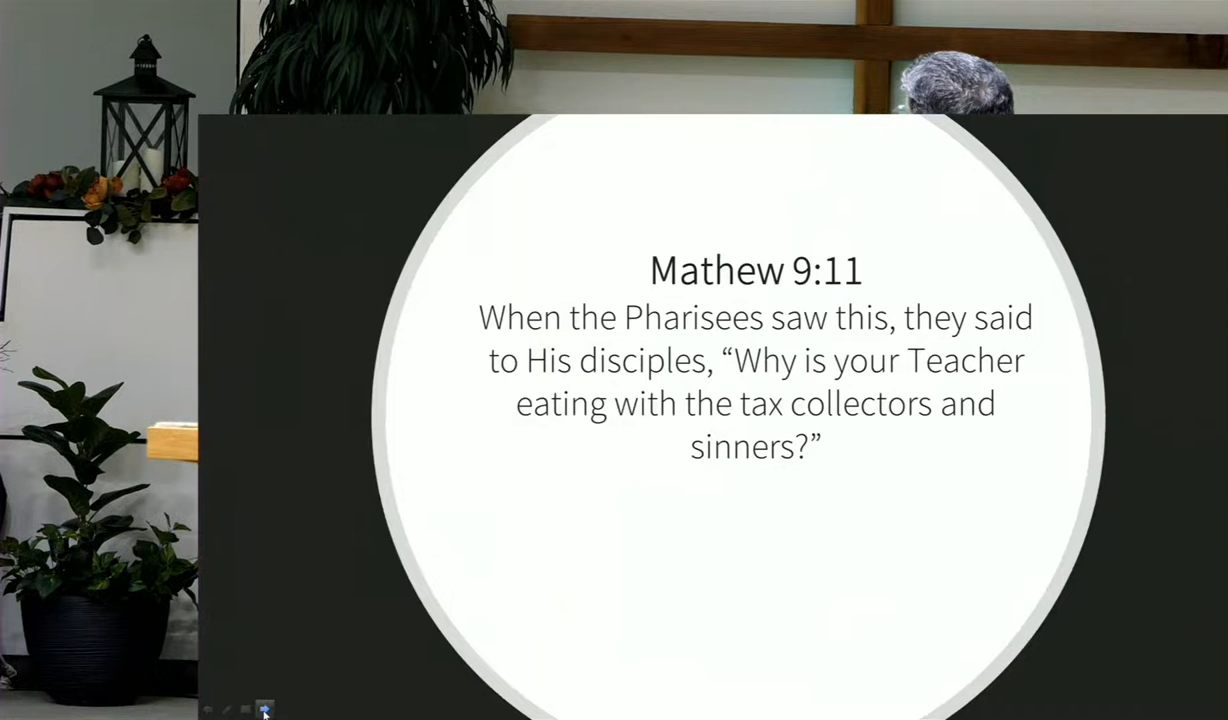 Mathew 9:11
When the Pharisees saw this, they said
to His disciples, “Why is your Teacher
eating with the tax collectors and
sinners?”